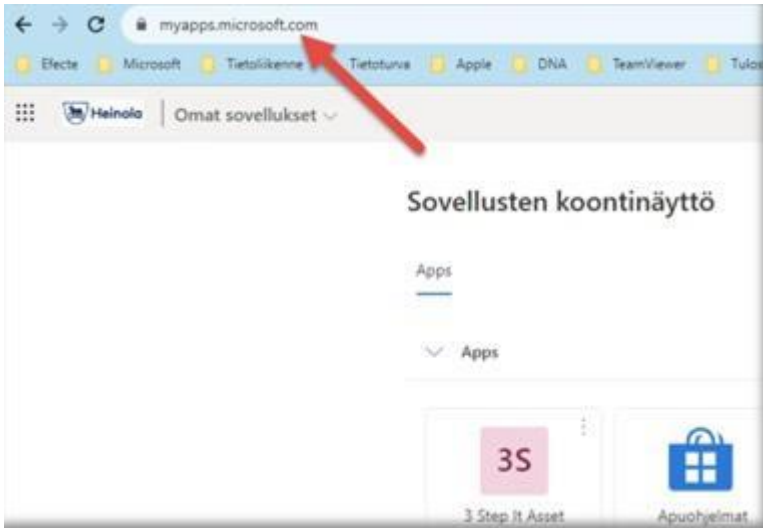 myapps.microsoft.com
Efecte Microsoft Tietoliikenne Tietoturva Apple DNA TeamViewer Tulos
Heinola Omat sovellukset
Sovellusten koontinäyttö
Apps
Apps
3S
3 Step It Asset Apuohjelmat